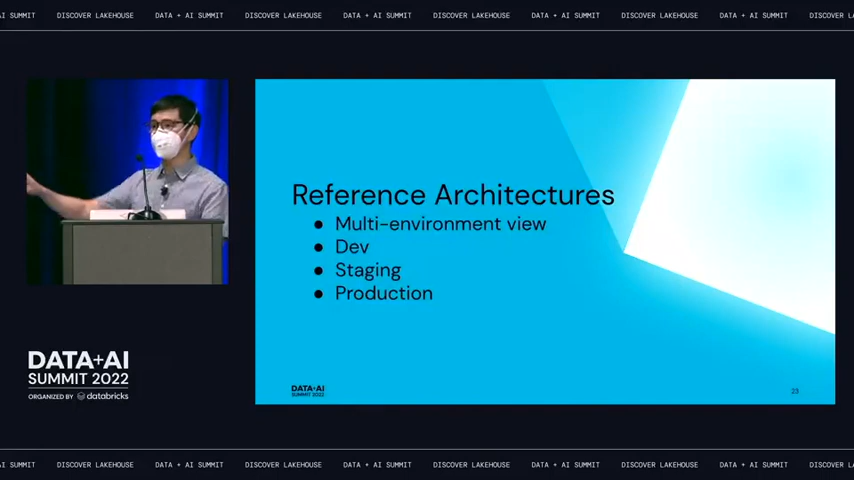 AI SUMMIT DISCOVER LAKEHOUSE DATA + AI SUMMIT DISCOVER LAKEHOUSE DATA + AI SUMMIT DISCOVER LAKEHOUSE DATA + AI SUMMIT DISCOVER LAKEHOUSE DATA + AI SUMMIT DISCOVER
Reference Architectures
● Multi-environment view
● Dev
● Staging
● Production
DATA+AI
SUMMIT 2022
23
DATA+AI
SUMMIT 2022
ORGANIZED BY databricks
AI SUMMIT DISCOVER LAKEHOUSE DATA + AI SUMMIT DISCOVER LAKEHOUSE DATA + AI SUMMIT DISCOVER LAKEHOUSE DATA + AI SUMMIT DISCOVER LAKEHOUSE DATA + AI SUMMIT DISCOVER